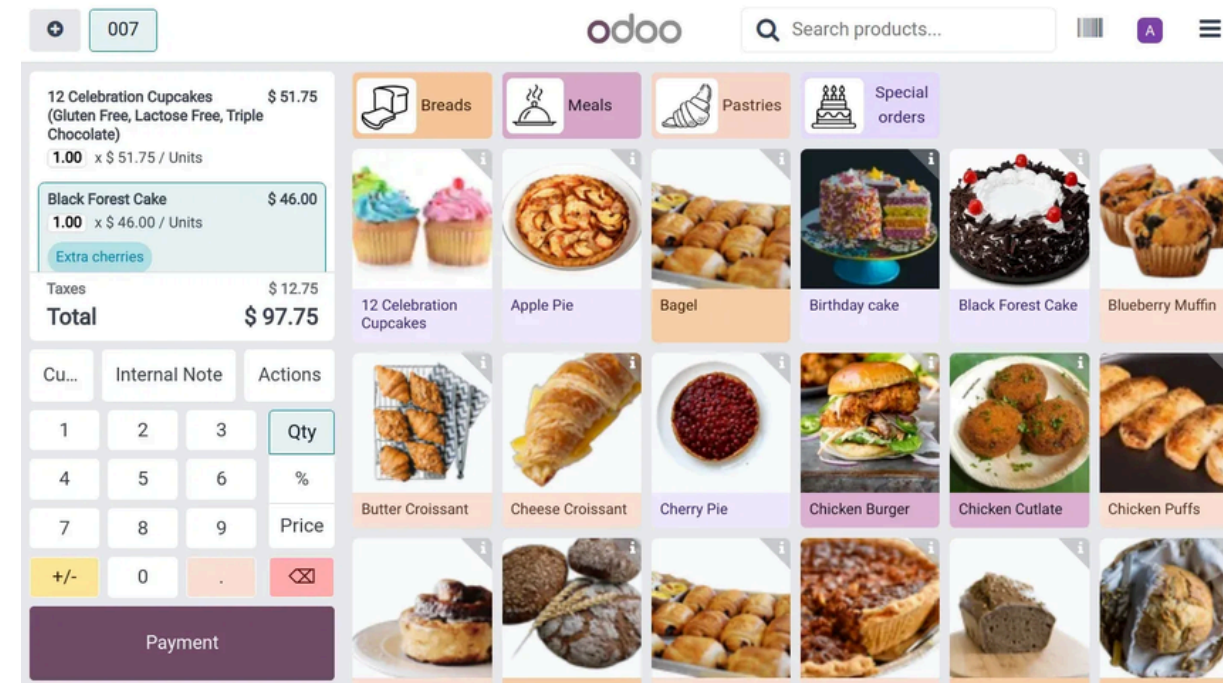 007
odoo
Search products...
A
12 Celebration Cupcakes $ 51.75
(Gluten Free, Lactose Free, Triple
Chocolate)
1.00 x $ 51.75 / Units
Black Forest Cake $ 46.00
1.00 x $ 46.00 / Units
Extra cherries
Taxes $ 12.75
Total $ 97.75
Cu... Internal Note Actions
1 2 3 Qty
4 5 6 %
7 8 9 Price
+/- 0 .
Payment
Breads
Meals
Pastries
Special
orders
12 Celebration
Cupcakes
Apple Pie
Bagel
Birthday cake
Black Forest Cake
Blueberry Muffin
Butter Croissant
Cheese Croissant
Cherry Pie
Chicken Burger
Chicken Cutlate
Chicken Puffs